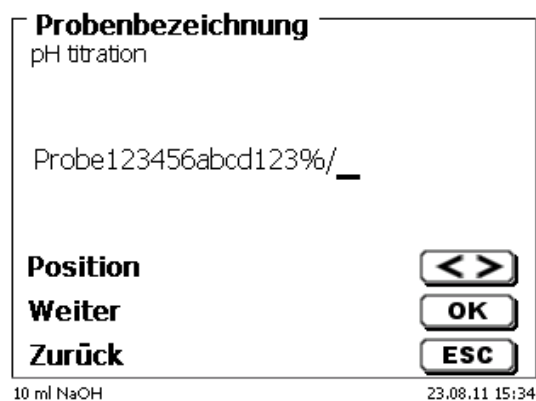 Probenbezeichnung
pH titration
Probe123456abcd123%/_
Position < >
Weiter OK
Zurück ESC
10 ml NaOH 23.08.11 15:34